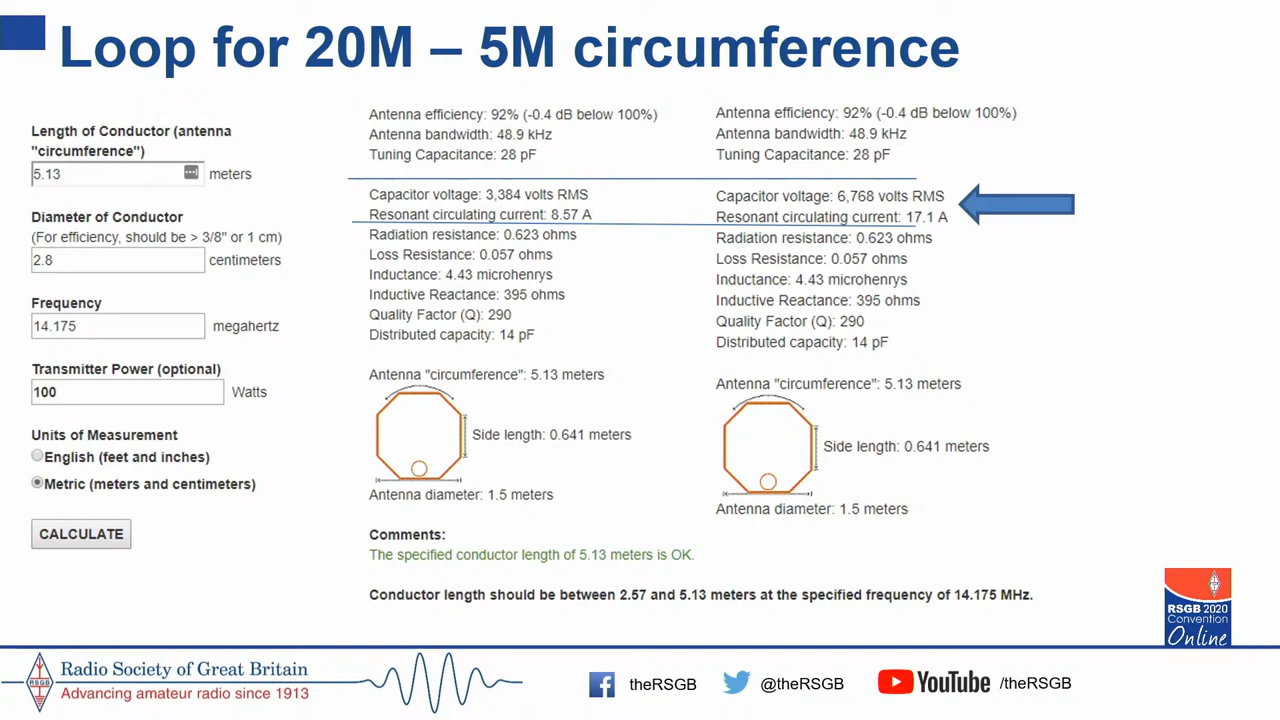 Loop for 20M – 5M circumference
Length of Conductor (antenna
"circumference")
5.13 meters
Diameter of Conductor
(For efficiency, should be > 3/8" or 1 cm)
2.8 centimeters
Frequency
14.175 megahertz
Transmitter Power (optional)
100 Watts
Units of Measurement
English (feet and inches)
Metric (meters and centimeters)
CALCULATE
Antenna efficiency: 92% (-0.4 dB below 100%)
Antenna bandwidth: 48.9 kHz
Tuning Capacitance: 28 pF
Capacitor voltage: 3,384 volts RMS
Resonant circulating current: 8.57 A
Radiation resistance: 0.623 ohms
Loss Resistance: 0.057 ohms
Inductance: 4.43 microhenrys
Inductive Reactance: 395 ohms
Quality Factor (Q): 290
Distributed capacity: 14 pF
Antenna "circumference": 5.13 meters
Side length: 0.641 meters
Antenna diameter: 1.5 meters
Comments:
The specified conductor length of 5.13 meters is OK.
Conductor length should be between 2.57 and 5.13 meters at the specified frequency of 14.175 MHz.
Antenna efficiency: 92% (-0.4 dB below 100%)
Antenna bandwidth: 48.9 kHz
Tuning Capacitance: 28 pF
Capacitor voltage: 6,768 volts RMS
Resonant circulating current: 17.1 A
Radiation resistance: 0.623 ohms
Loss Resistance: 0.057 ohms
Inductance: 4.43 microhenrys
Inductive Reactance: 395 ohms
Quality Factor (Q): 290
Distributed capacity: 14 pF
Antenna "circumference": 5.13 meters
Side length: 0.641 meters
Antenna diameter: 1.5 meters
RSGB 2020
Convention
Online
RSGB
Radio Society of Great Britain
Advancing amateur radio since 1913
theRSGB
@theRSGB
YouTube /theRSGB